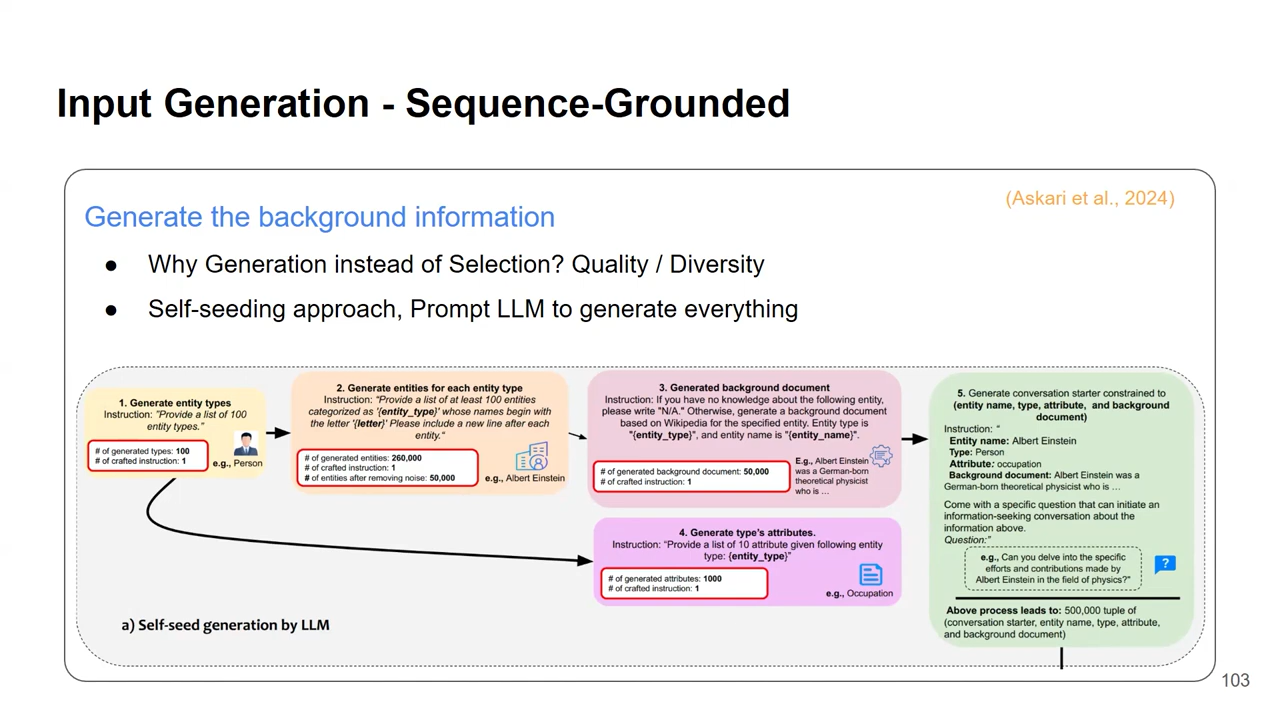 Input Generation - Sequence-Grounded
(Askari et al., 2024)
Generate the background information
● Why Generation instead of Selection? Quality / Diversity
● Self-seeding approach, Prompt LLM to generate everything
1. Generate entity types
Instruction: "Provide a list of 100
entity types."
# of generated types: 100
# of crafted instruction: 1
e.g., Person
2. Generate entities for each entity type
Instruction: "Provide a list of at least 100 entities
categorized as '{entity_type}' whose names begin with
the letter '{letter}' Please include a new line after each
entity."
# of generated entities: 260,000
# of crafted instruction: 1
# of entities after removing noise: 50,000
e.g., Albert Einstein
3. Generated background document
Instruction: If you have no knowledge about the following entity,
please write "N/A." Otherwise, generate a background document
based on Wikipedia for the specified entity. Entity type is
"{entity_type}", and entity name is "{entity_name}".
# of generated background document: 50,000
# of crafted instruction: 1
E.g., Albert Einstein
was a German-born
theoretical physicist
who is ...
4. Generate type's attributes.
Instruction: "Provide a list of 10 attribute given following entity
type: {entity_type}"
# of generated attributes: 1000
# of crafted instruction: 1
e.g., Occupation
5. Generate conversation starter constrained to
(entity name, type, attribute, and background
document)
Instruction: "
Entity name: Albert Einstein
Type: Person
Attribute: occupation
Background document: Albert Einstein was a
German-born theoretical physicist who is ...
Come with a specific question that can initiate an
information-seeking conversation about the
information above.
Question:"
e.g., Can you delve into the specific
efforts and contributions made by
Albert Einstein in the field of physics?"
?
Above process leads to: 500,000 tuple of
(conversation starter, entity name, type, attribute,
and background document)
a) Self-seed generation by LLM
103